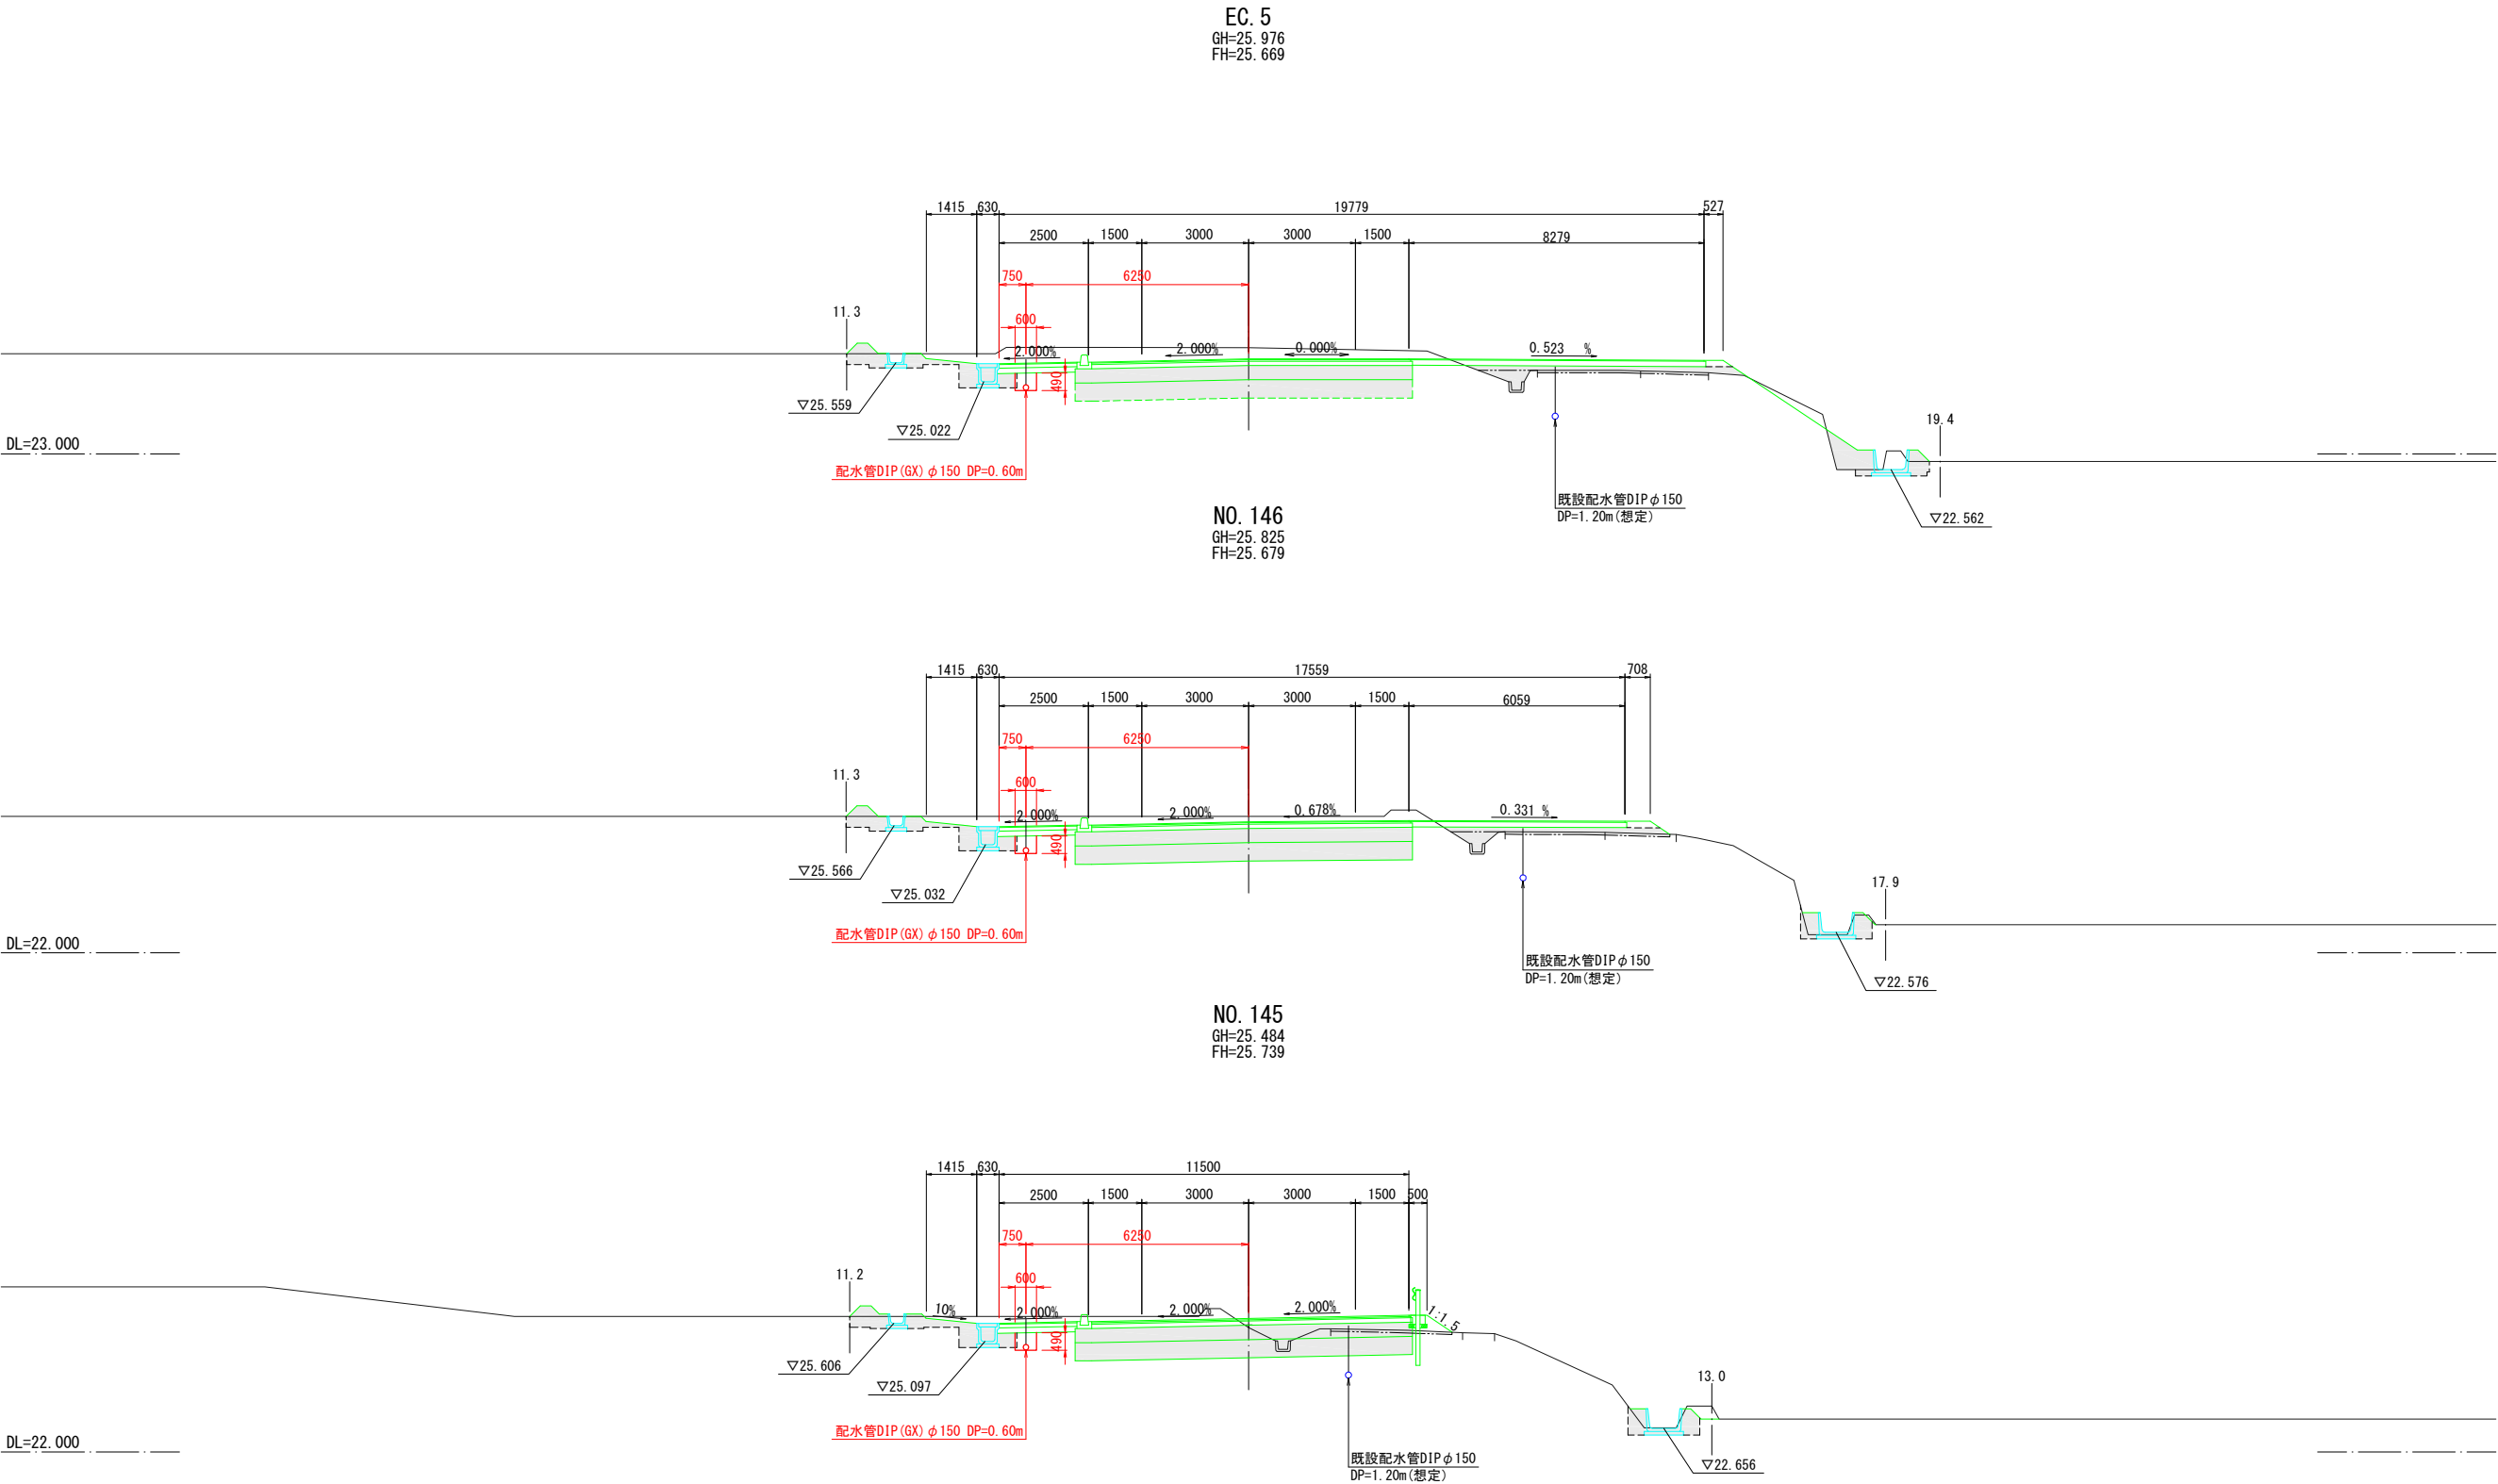 EC.5
GH=25.976
FH=25.669
1415 630 19779 527
2500 1500 3000 3000 1500 8279
750 6250
11.3 600
2.000% 2.000% 0.000% 0.523 %
490
▽25.559
19.4
▽25.022
DL=23.000
配水管DIP(GX)φ150 DP=0.60m
既設配水管DIPφ150
DP=1.20m(想定)
▽22.562
NO.146
GH=25.825
FH=25.679
1415 630 17559 708
2500 1500 3000 3000 1500 6059
750 6250
11.3 600
2.000% 2.000% 0.678% 0.331 %
490
▽25.566
17.9
▽25.032
DL=22.000
配水管DIP(GX)φ150 DP=0.60m
既設配水管DIPφ150
DP=1.20m(想定)
▽22.576
NO.145
GH=25.484
FH=25.739
1415 630 11500
2500 1500 3000 3000 1500 500
750 6250
11.2 600
10% 2.000% 2.000% 2.000% 1:1.5
490
▽25.606
▽25.097
13.0
DL=22.000
配水管DIP(GX)φ150 DP=0.60m
既設配水管DIPφ150
DP=1.20m(想定)
▽22.656